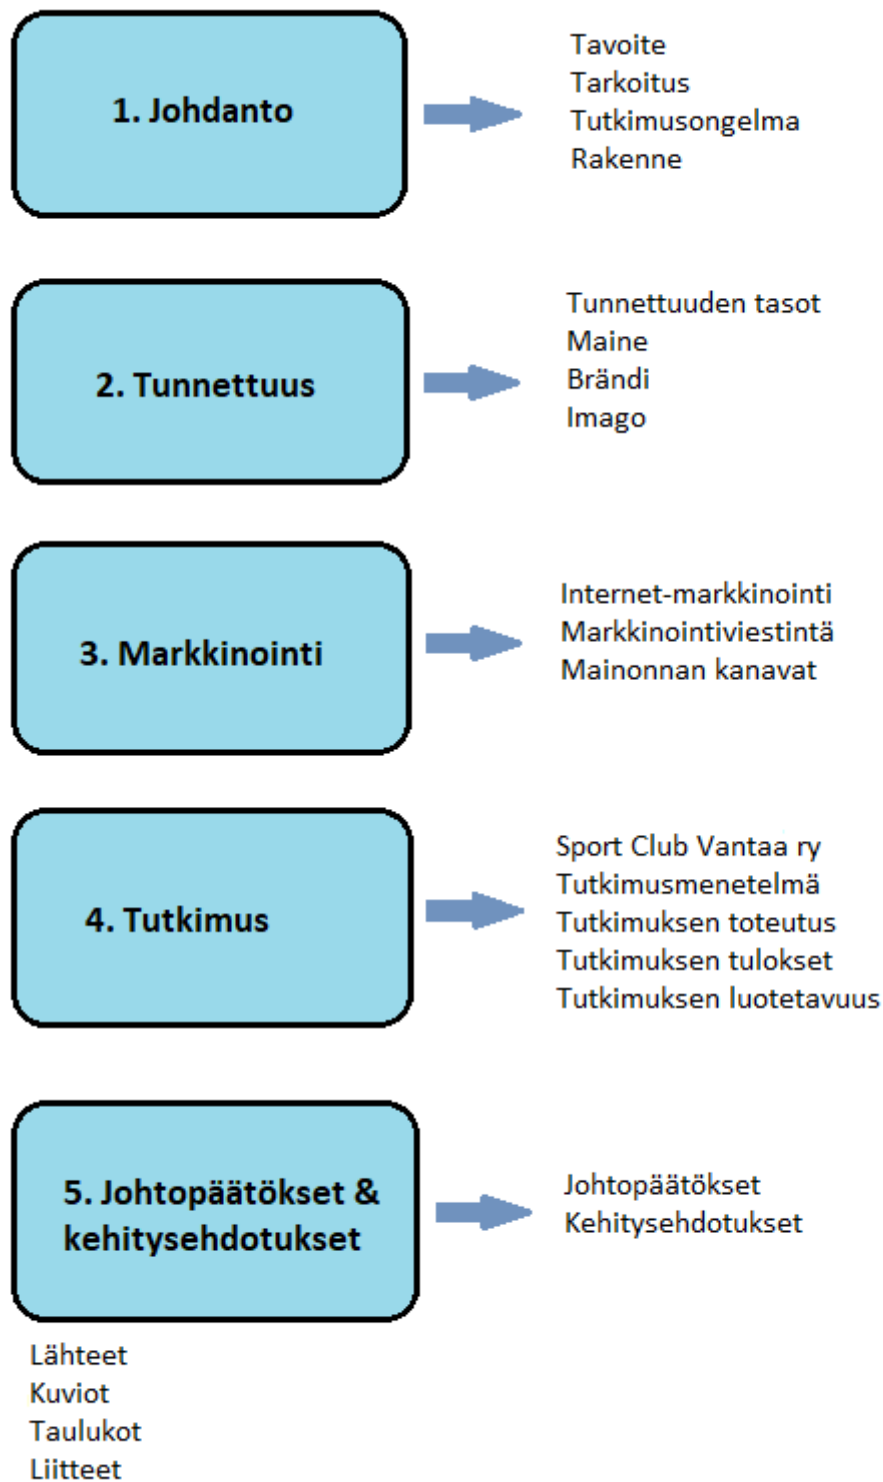 1. Johdanto
Tavoite
Tarkoitus
Tutkimusongelma
Rakenne
2. Tunnettuus
Tunnettuuden tasot
Maine
Brändi
Imago
3. Markkinointi
Internet-markkinointi
Markkinointiviestintä
Mainonnan kanavat
4. Tutkimus
Sport Club Vantaa ry
Tutkimusmenetelmä
Tutkimuksen toteutus
Tutkimuksen tulokset
Tutkimuksen luotetavuus
5. Johtopäätökset &
kehitysehdotukset
Johtopäätökset
Kehitysehdotukset
Lähteet
Kuviot
Taulukot
Liitteet